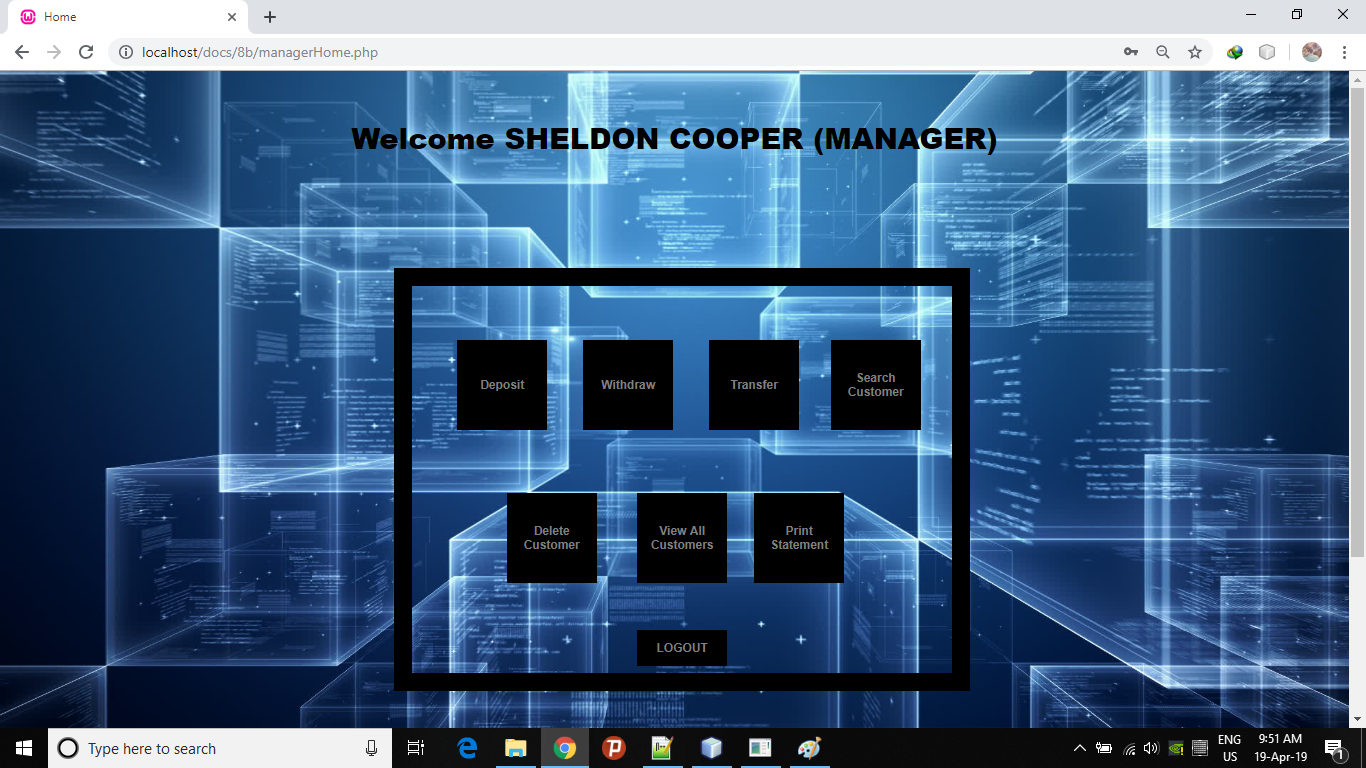 Home
localhost/docs/8b/managerHome.php
Welcome SHELDON COOPER (MANAGER)
Deposit
Withdraw
Transfer
Search
Customer
Delete
Customer
View All
Customers
Print
Statement
LOGOUT
Type here to search
ENG
US
9:51 AM
19-Apr-19
1